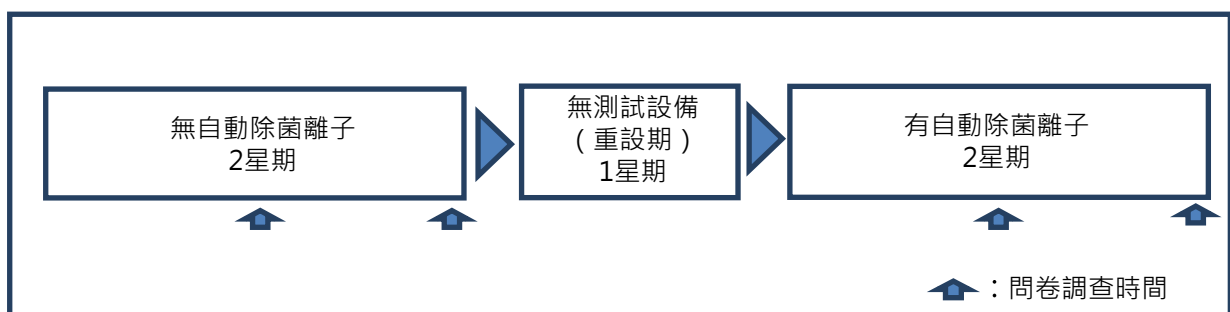 無自動除菌離子
2星期
無測試設備
(重設期)
1星期
有自動除菌離子
2星期
:問卷調查時間